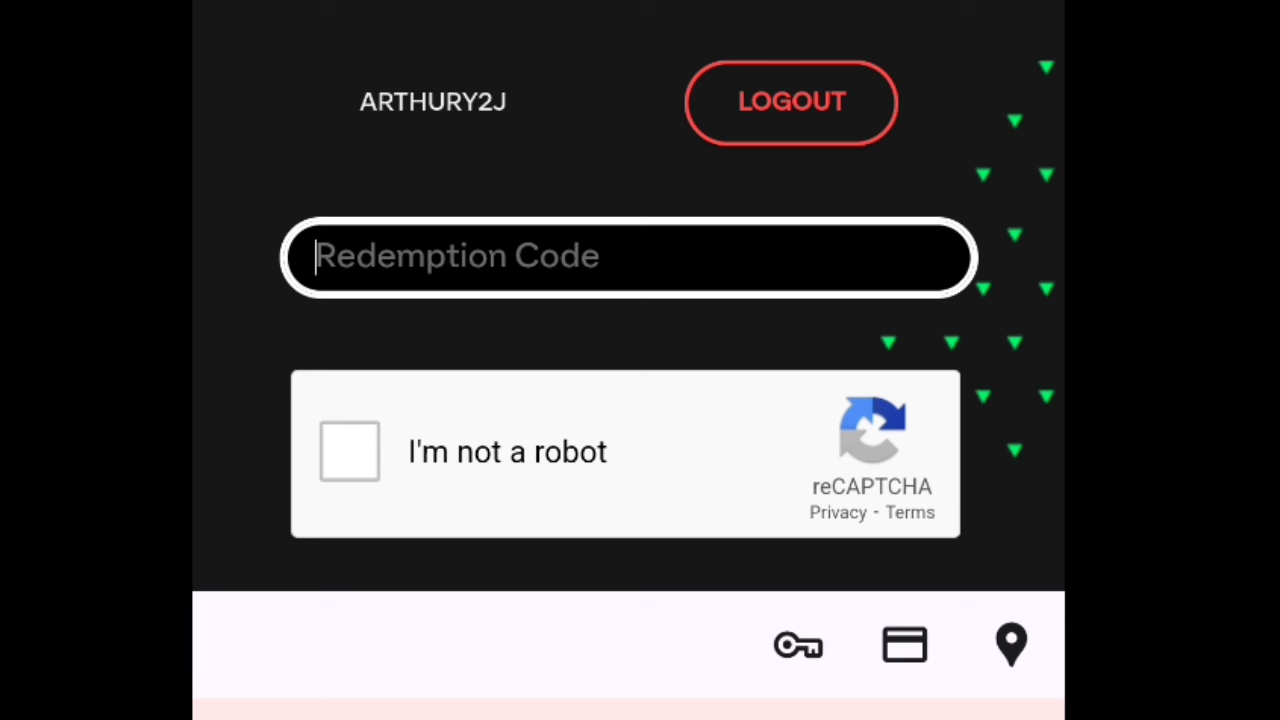 ARTHURY2J
LOGOUT
Redemption Code
I'm not a robot
reCAPTCHA
Privacy - Terms